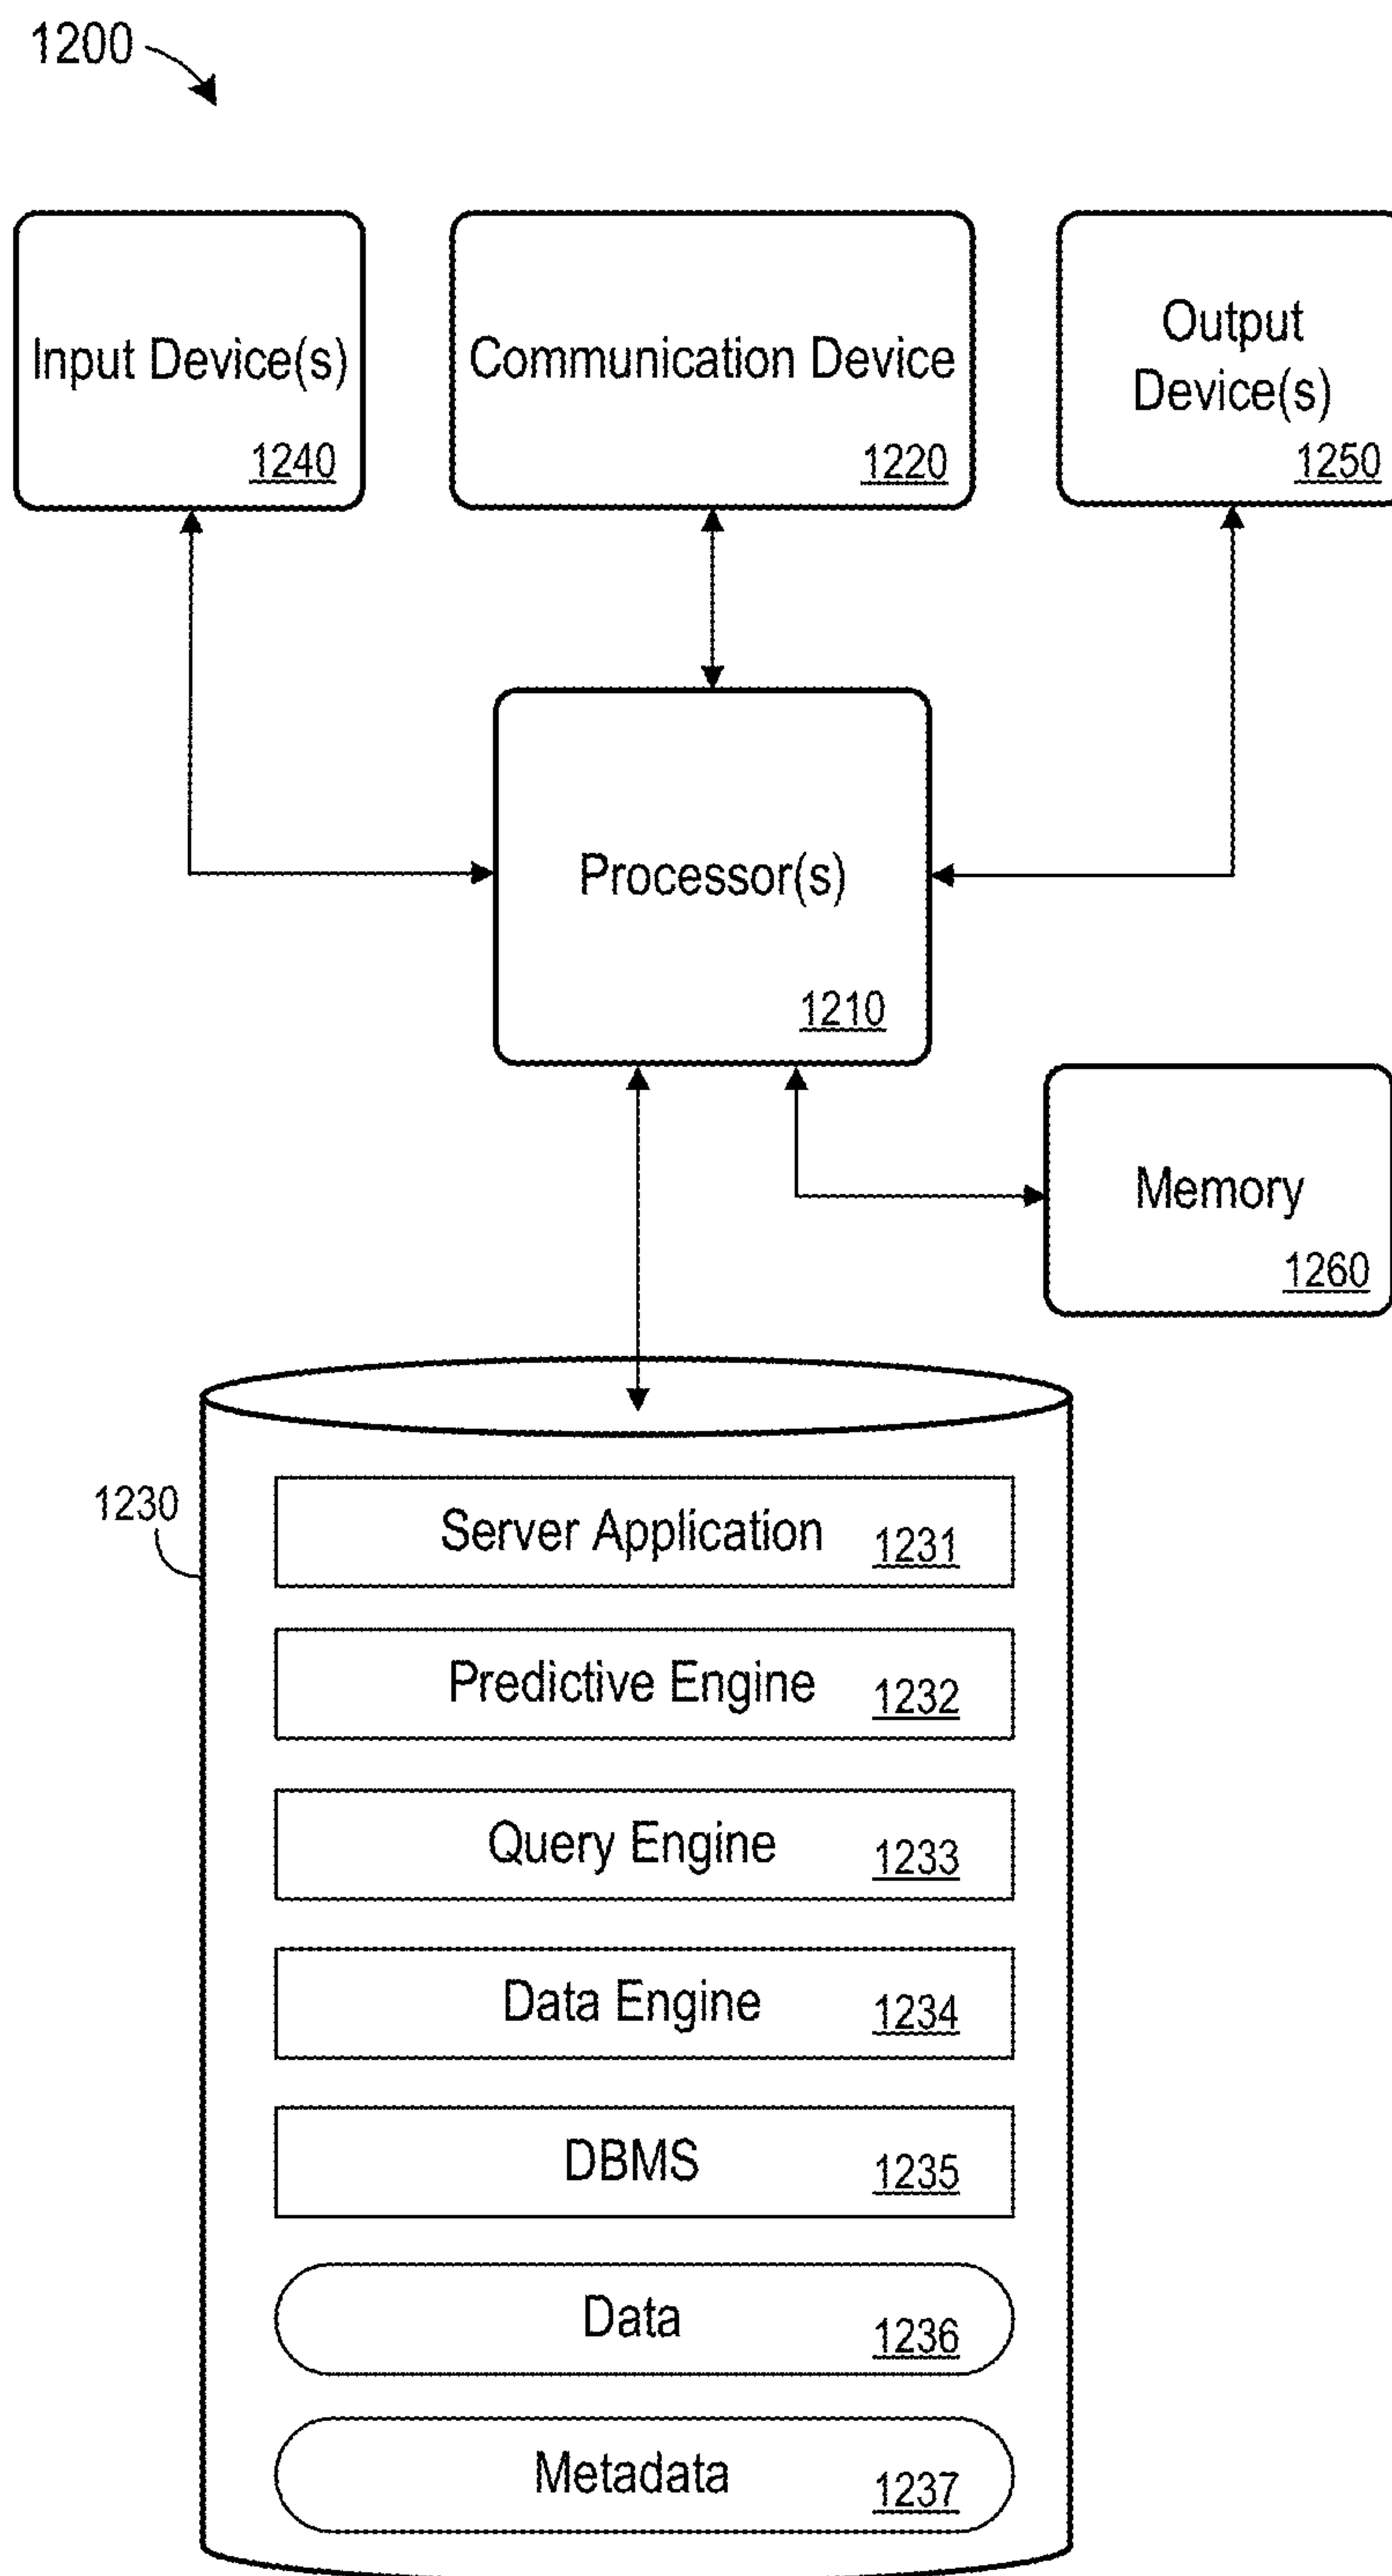 1200
Input Device(s)
1240
Communication Device
1220
Output
Device(s)
1250
Processor(s)
1210
Memory
1260
1230
Server Application 1231
Predictive Engine 1232
Query Engine 1233
Data Engine 1234
DBMS 1235
Data 1236
Metadata 1237